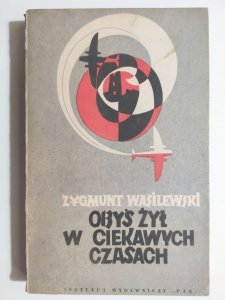 ZYGMUNT WASILEWSKI
OBYŚ ŻYŁ
W CIEKAWYCH
CZASACH
INSTYTUT WYDAWNICZY PAX